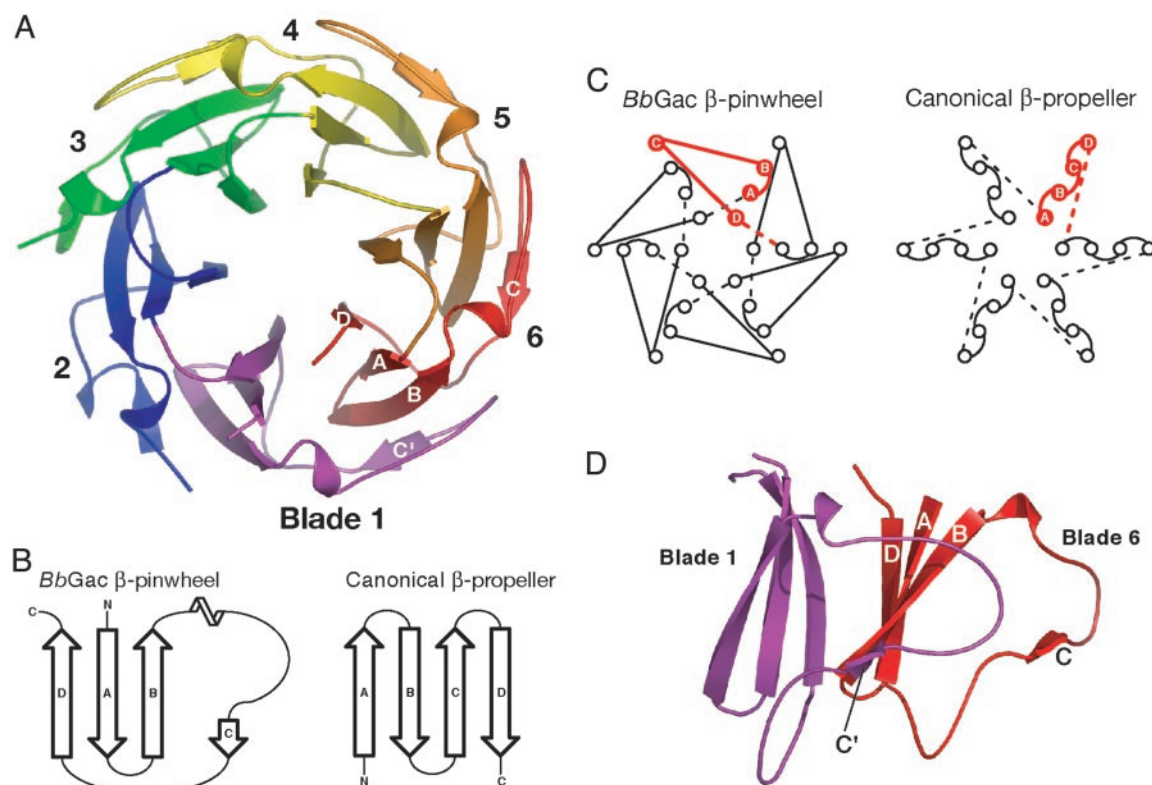 A
4
3
5
6
2
C
D
A
B
C'
Blade 1
B
BbGac β-pinwheel
Canonical β-propeller
C
N
D
A
B
C
A
B
C
D
N
C
C
BbGac β-pinwheel
Canonical β-propeller
C
B
A
D
D
C
B
A
D
Blade 1
D
A
B
Blade 6
C
C'